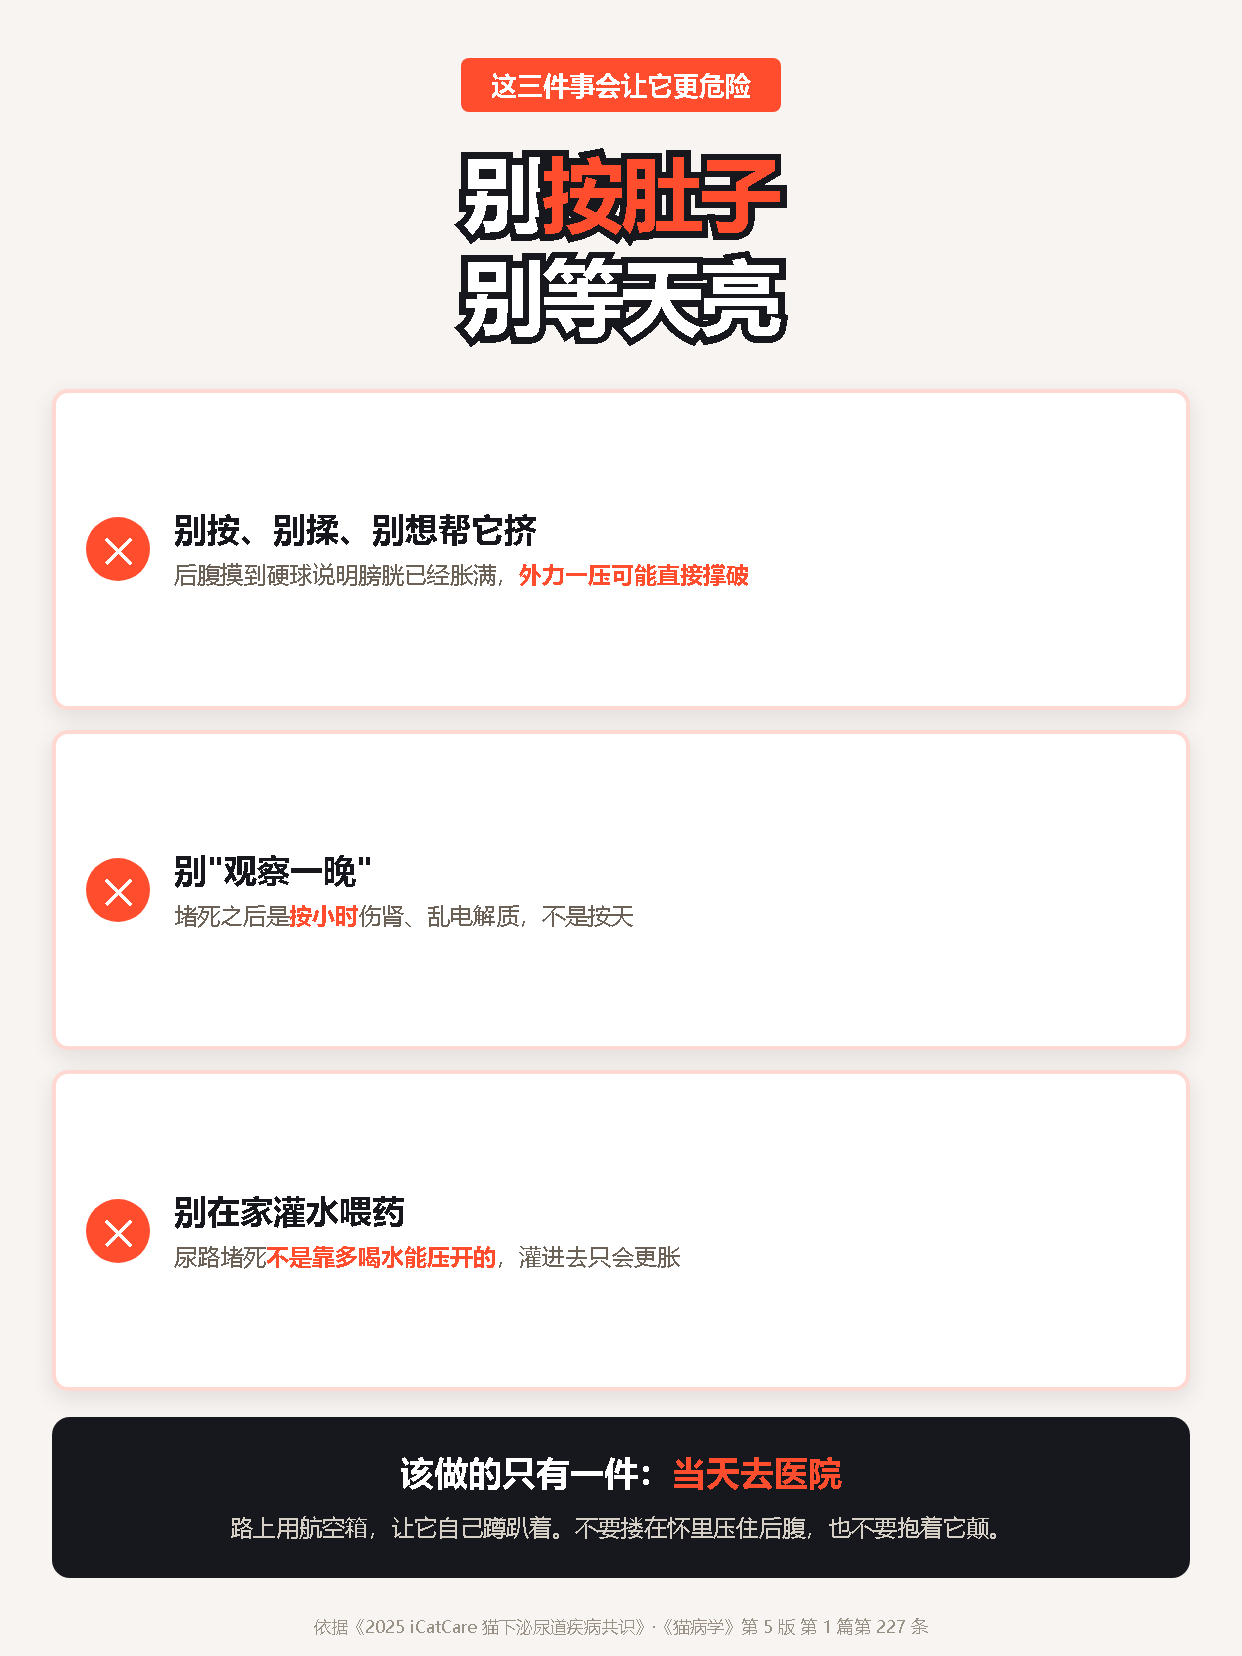 这三件事会让它更危险
别按肚子
别等天亮
别按、别揉、别想帮它挤
后腹摸到硬球说明膀胱已经胀满，外力一压可能直接撑破
别"观察一晚"
堵死之后是按小时伤肾、乱电解质，不是按天
别在家灌水喂药
尿路堵死不是靠多喝水能压开的，灌进去只会更胀
该做的只有一件：当天去医院
路上用航空箱，让它自己蹲趴着。不要搂在怀里压住后腹，也不要抱着它颠。
依据《2025 iCatCare 猫下泌尿道疾病共识》·《猫病学》第 5 版 第 1 篇第 227 条